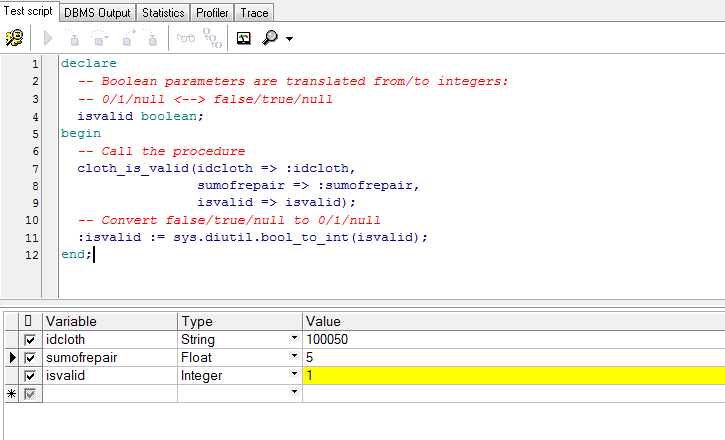 Test script DBMS Output Statistics Profiler Trace
1 declare
2 -- Boolean parameters are translated from/to integers:
3 -- 0/1/null <--> false/true/null
4 isvalid boolean;
5 begin
6 -- Call the procedure
7 cloth_is_valid(idcloth => :idcloth,
8 sumofrepair => :sumofrepair,
9 isvalid => isvalid);
10 -- Convert false/true/null to 0/1/null
11 :isvalid := sys.diutil.bool_to_int(isvalid);
12 end;
Variable Type Value
idcloth String 100050
sumofrepair Float 5
isvalid Integer 1